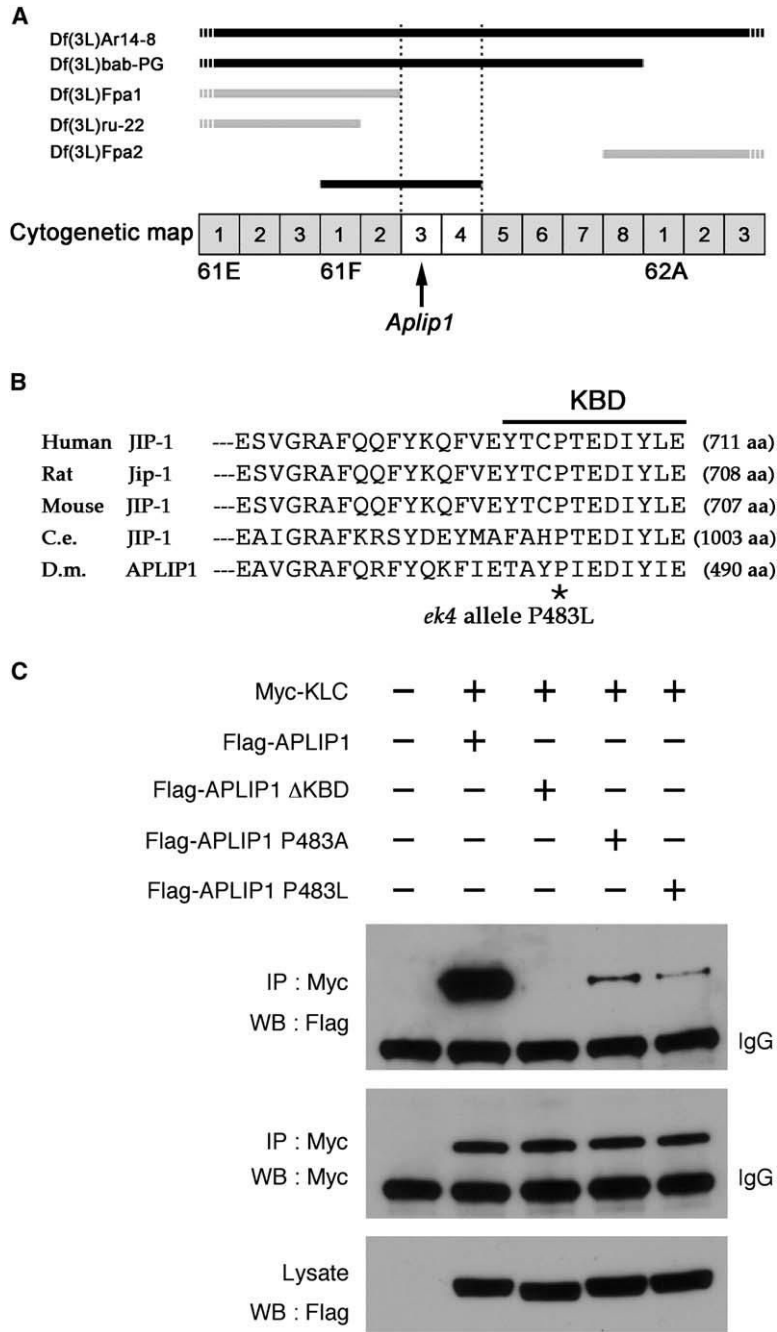 A
Df(3L)Ar14-8
Df(3L)bab-PG
Df(3L)Fpa1
Df(3L)ru-22
Df(3L)Fpa2
Cytogenetic map 1 2 3 1 2 3 4 5 6 7 8 1 2 3
61E 61F 62A
Aplip1
B
KBD
Human JIP-1 ---ESVGRAFQQFYKQFVEYTCPTEDIYLE (711 aa)
Rat Jip-1 ---ESVGRAFQQFYKQFVEYTCPTEDIYLE (708 aa)
Mouse JIP-1 ---ESVGRAFQQFYKQFVEYTCPTEDIYLE (707 aa)
C.e. JIP-1 ---EAIGRAFKRSYDEYMAFAHPTEDIYLE (1003 aa)
D.m. APLIP1 ---EAVGRAFQRFYQKFIETAYPIEDIYIE (490 aa)
*
ek4 allele P483L
C
Myc-KLC − + + + +
Flag-APLIP1 − + − − −
Flag-APLIP1 ΔKBD − − + − −
Flag-APLIP1 P483A − − − + −
Flag-APLIP1 P483L − − − − +
IP : Myc
WB : Flag
IgG
IP : Myc
WB : Myc
IgG
Lysate
WB : Flag